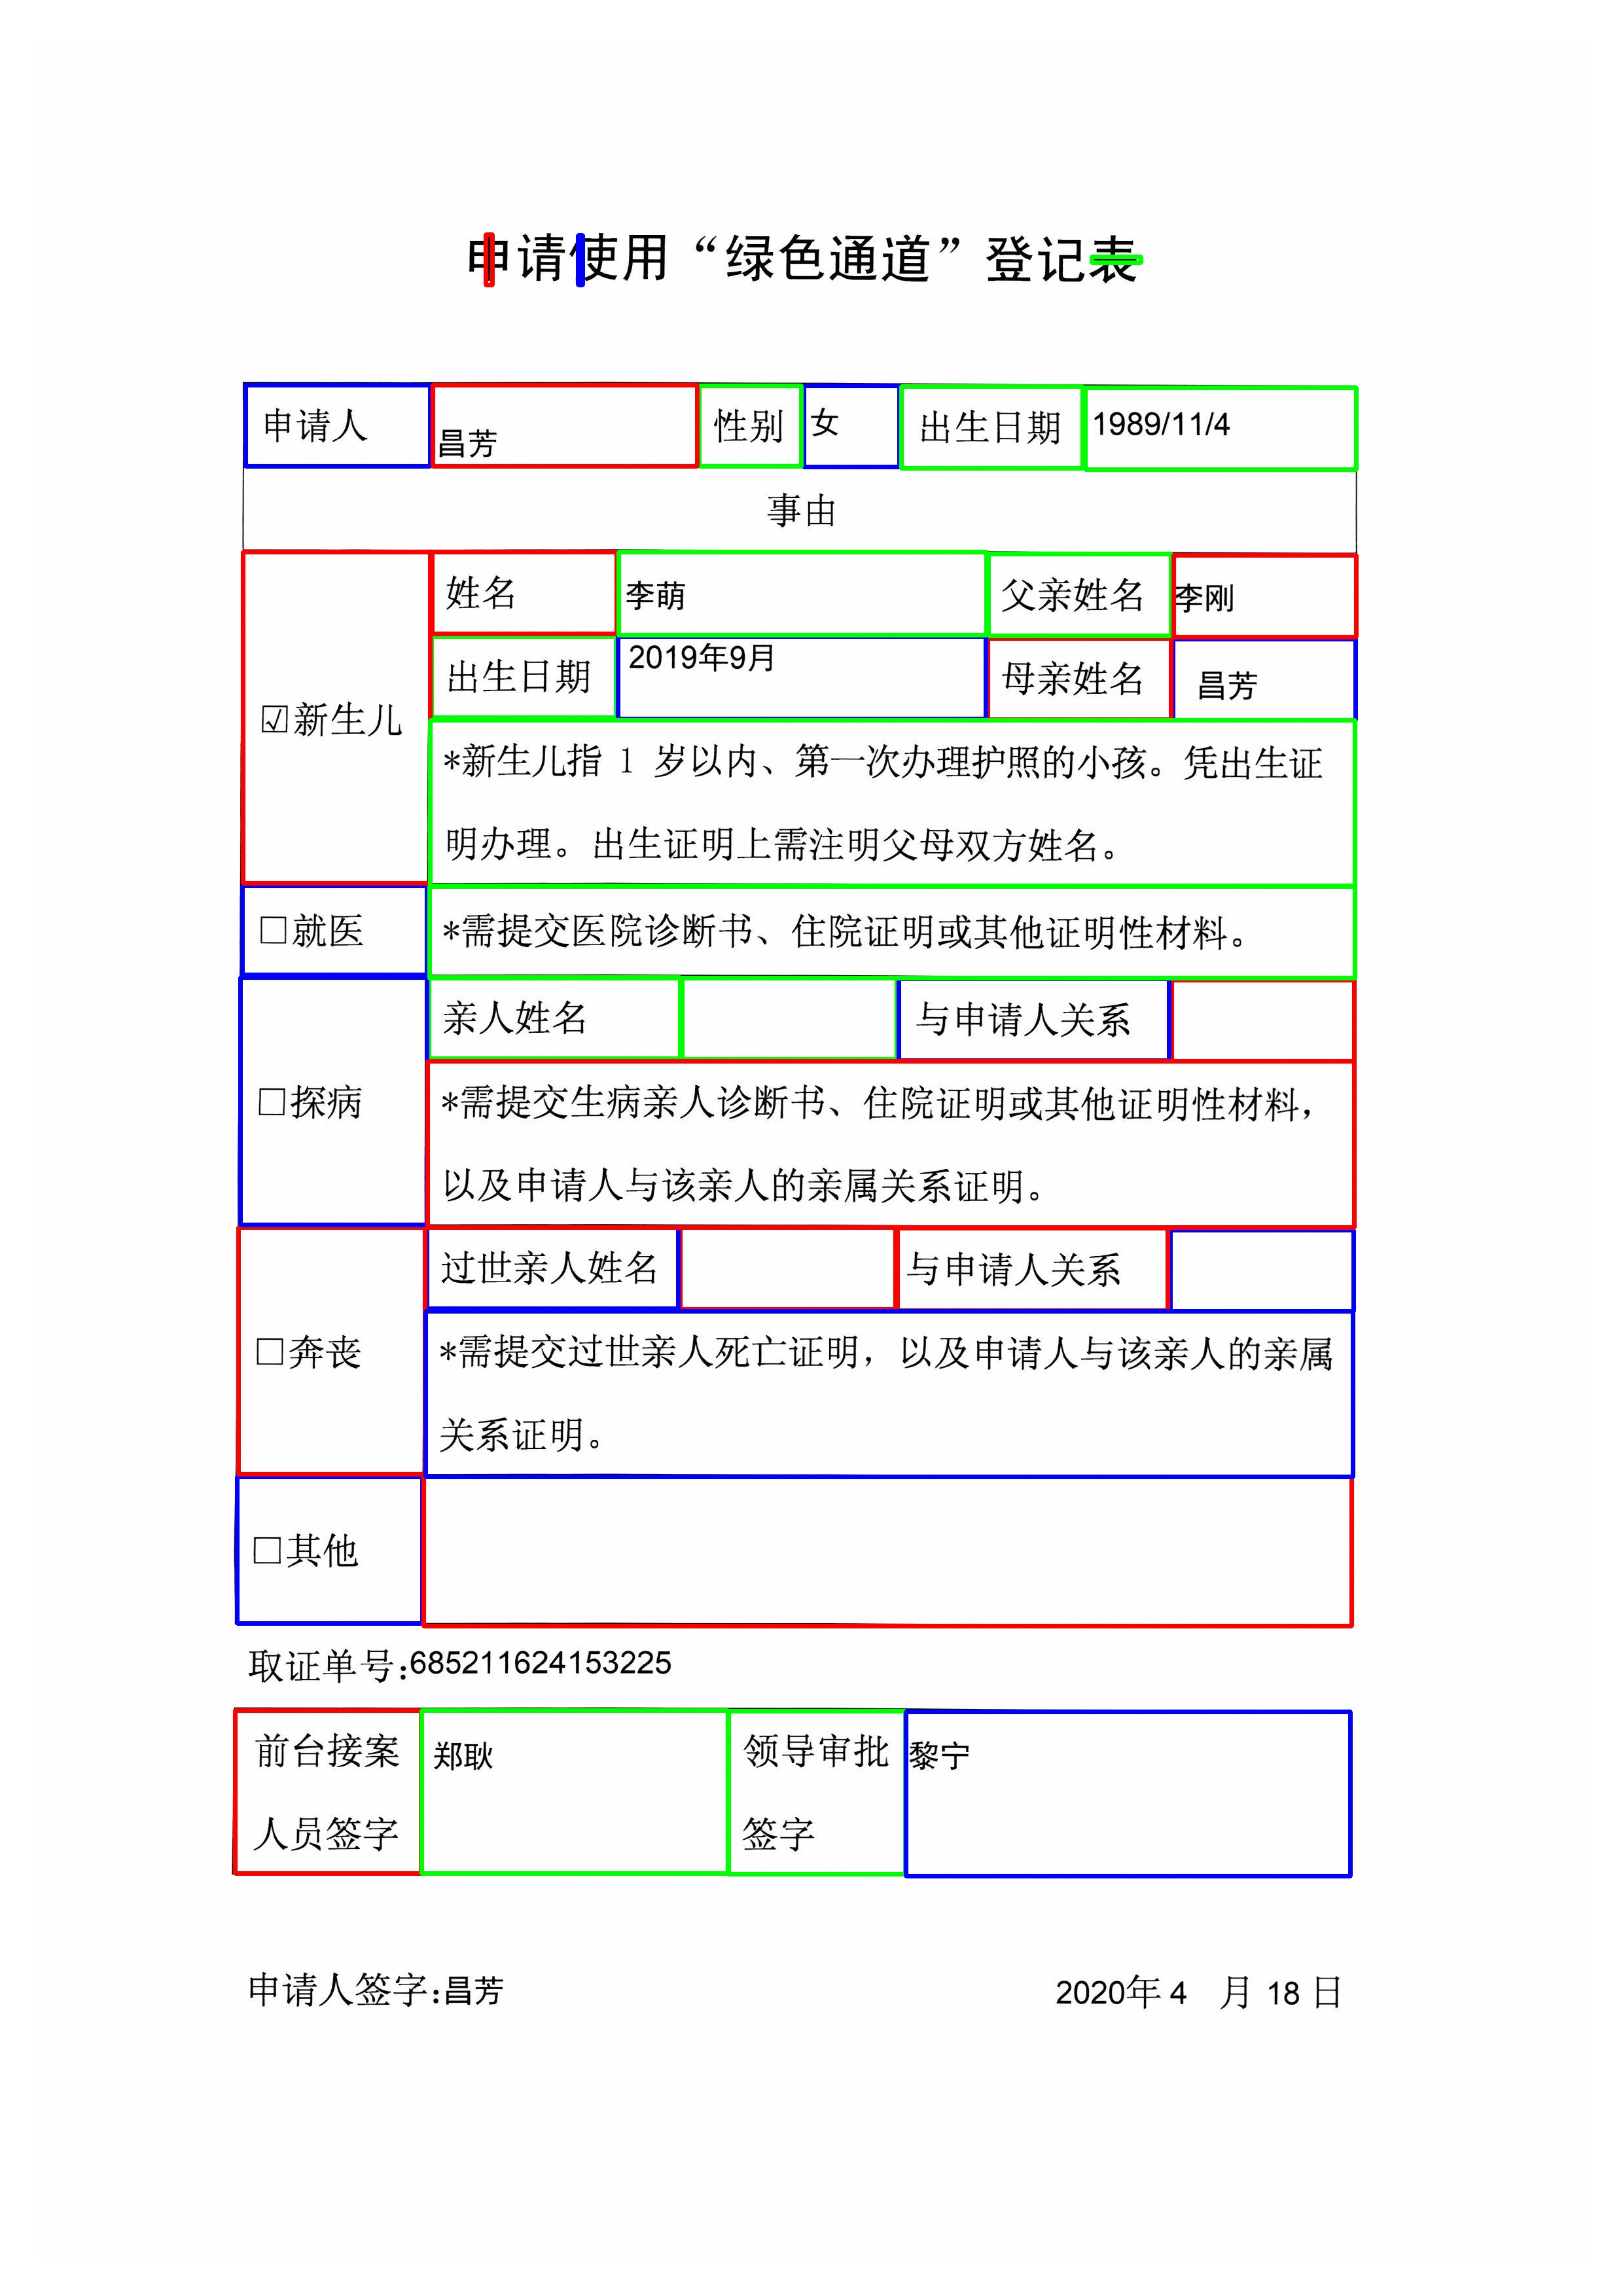 申请使用“绿色通道”登记表
申请人 昌芳 性别 女 出生日期 1989/11/4
事由
姓名 李萌 父亲姓名 李刚
出生日期 2019年9月 母亲姓名 昌芳
☑新生儿
*新生儿指 1 岁以内、第一次办理护照的小孩。凭出生证
明办理。出生证明上需注明父母双方姓名。
□就医 *需提交医院诊断书、住院证明或其他证明性材料。
亲人姓名 与申请人关系
□探病 *需提交生病亲人诊断书、住院证明或其他证明性材料，
以及申请人与该亲人的亲属关系证明。
过世亲人姓名 与申请人关系
□奔丧 *需提交过世亲人死亡证明，以及申请人与该亲人的亲属
关系证明。
□其他
取证单号:685211624153225
前台接案 郑耿 领导审批 黎宁
人员签字 签字
申请人签字:昌芳 2020年 4 月 18 日